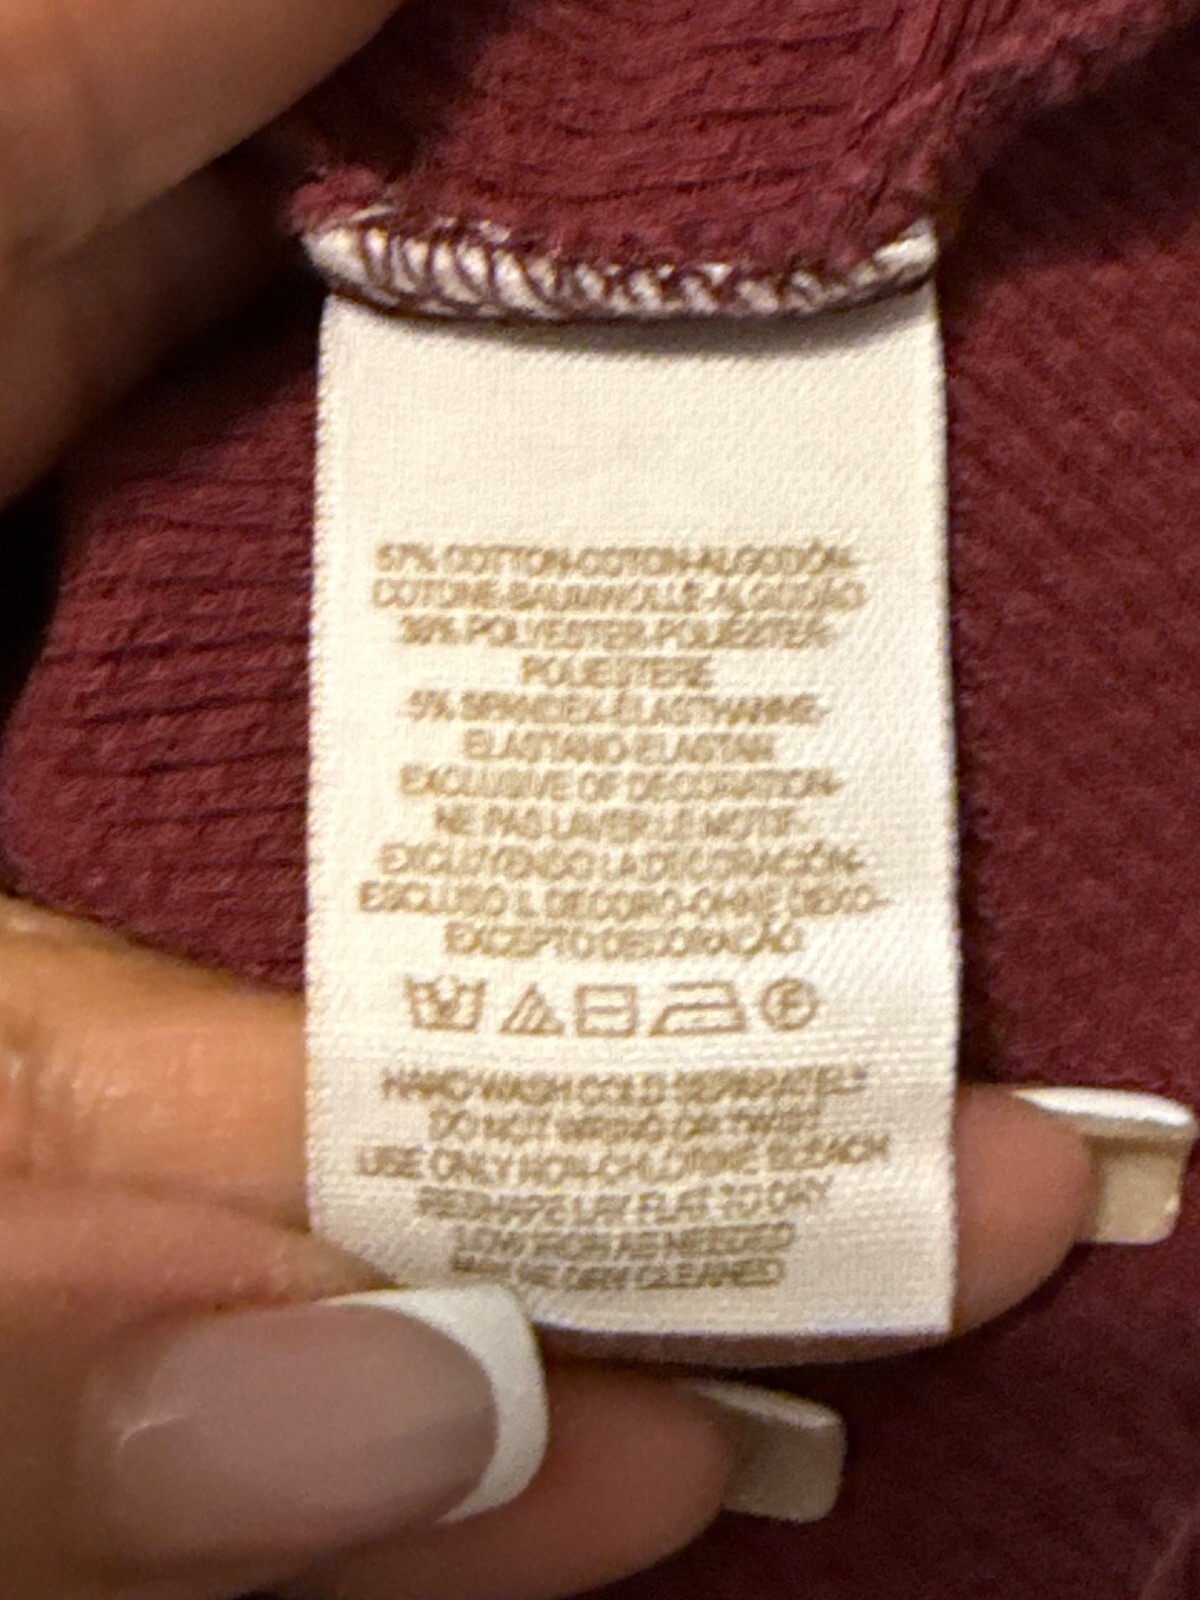 57% COTTON-COTON-ALGODÓN-
COTONE-BAUMWOLLE-ALGODÃO
38% POLYESTER-POLIÉSTER-
POLIESTERE
5% SPANDEX-ÉLASTHANNE-
ELASTANO-ELASTAN
EXCLUSIVE OF DECORATION-
NE PAS LAVER LE MOTIF-
EXCLUYENDO LA DECORACIÓN-
ESCLUSO IL DECORO-OHNE DEKO-
EXCEPTO DECORAÇÃO
F
HAND WASH COLD SEPARATELY
DO NOT WRING OR TWIST
USE ONLY NON-CHLORINE BLEACH
RESHAPE LAY FLAT TO DRY
LOW IRON AS NEEDED
MAY BE DRY CLEANED